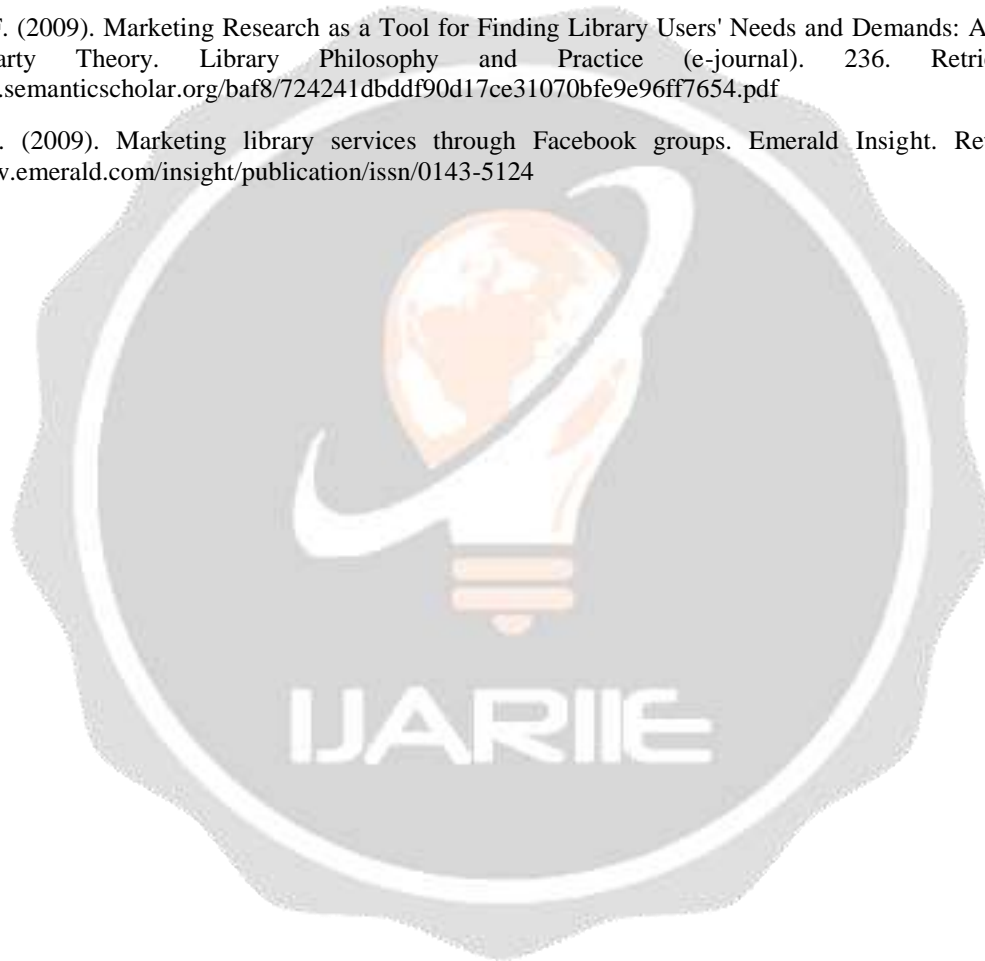 F. (2009). Marketing Research as a Tool for Finding Library Users' Needs and Demands: A
arty Theory. Library Philosophy and Practice (e-journal). 236. Retri
.semanticscholar.org/baf8/724241dbddf90d17ce31070bfe9e96ff7654.pdf
. (2009). Marketing library services through Facebook groups. Emerald Insight. Re
w.emerald.com/insight/publication/issn/0143-5124
IJARIIE